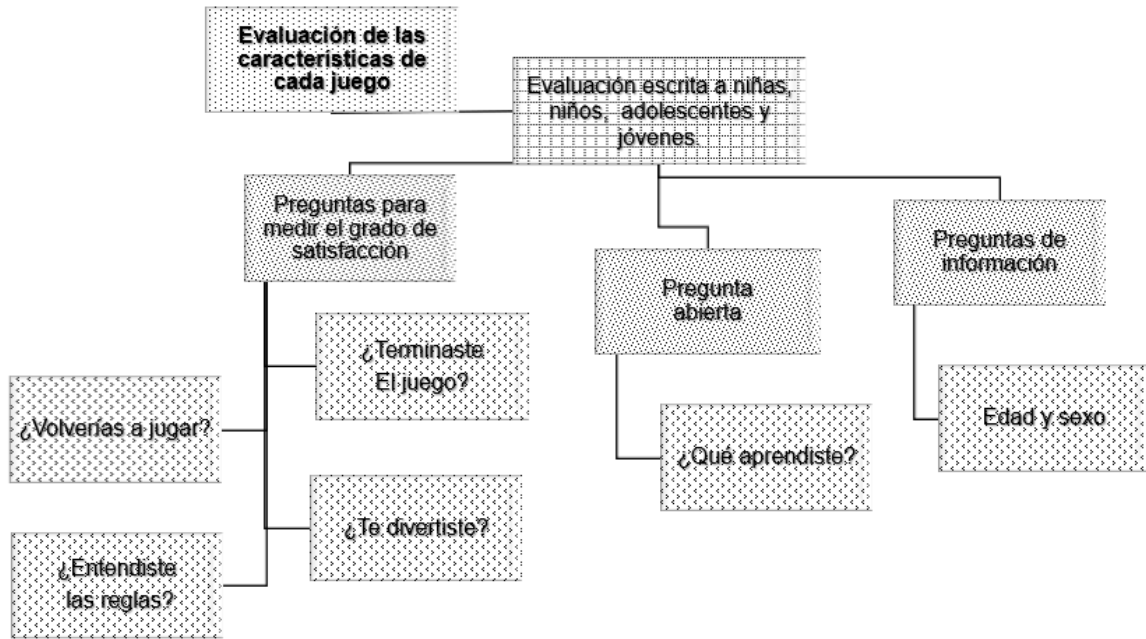 Evaluación de las
características de
cada juego
Evaluación escrita a niñas,
niños, adolescentes y
jóvenes.
Preguntas para
medir el grado de
satisfacción
¿Terminaste
El juego?
¿Volverías a jugar?
¿Te divertiste?
¿Entendiste
las reglas?
Pregunta
abierta
¿Qué aprendiste?
Preguntas de
información
Edad y sexo